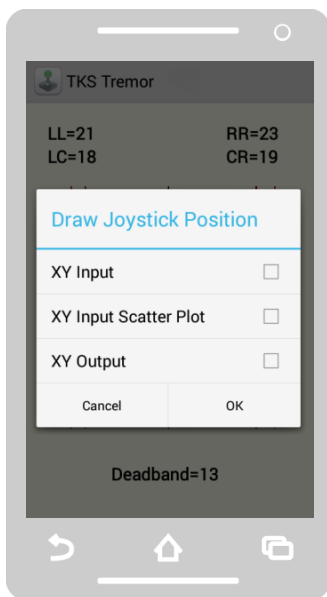 TKS Tremor
LL=21 RR=23
LC=18 CR=19
Draw Joystick Position
XY Input
XY Input Scatter Plot
XY Output
Cancel OK
Deadband=13